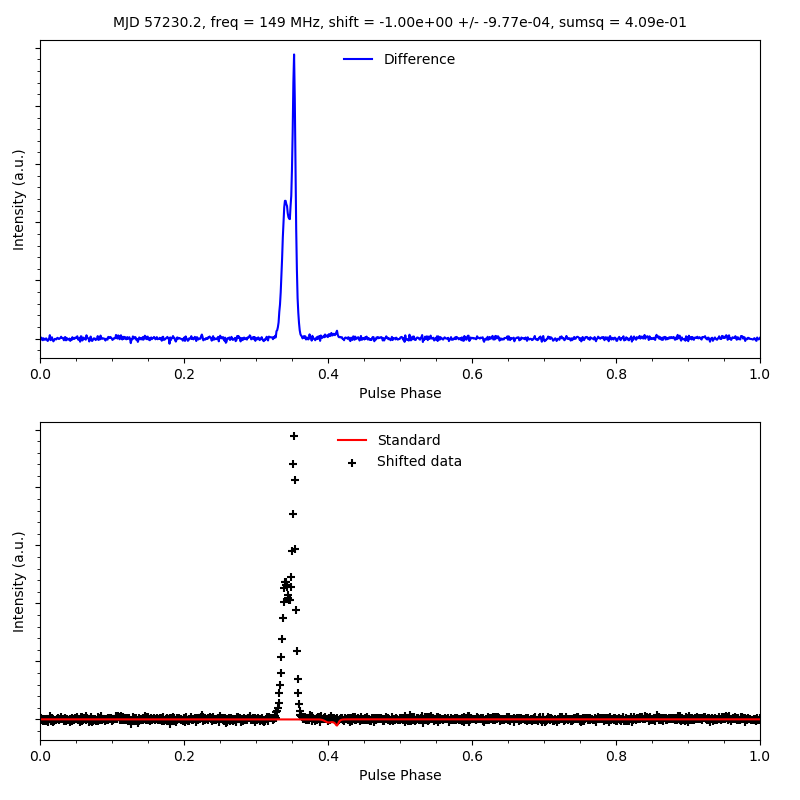 MJD 57230.2, freq = 149 MHz, shift = -1.00e+00 +/- -9.77e-04, sumsq = 4.09e-01
Difference
Intensity (a.u.)
0.0 0.2 0.4 0.6 0.8 1.0
Pulse Phase
Standard
Shifted data
Intensity (a.u.)
0.0 0.2 0.4 0.6 0.8 1.0
Pulse Phase